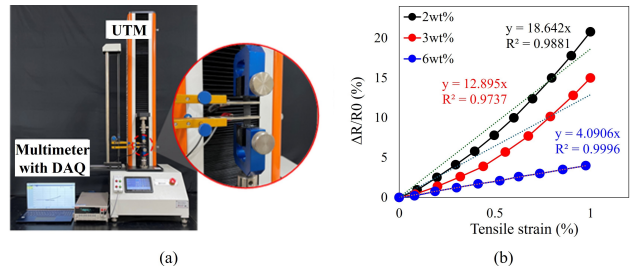 (a)
UTM
Multimeter
with DAQ
(b)
ΔR/R0 (%)
20
15
10
5
0
2wt%
3wt%
6wt%
y = 18.642x
R² = 0.9881
y = 12.895x
R² = 0.9737
y = 4.0906x
R² = 0.9996
0
0.5
1
Tensile strain (%)
(a)
(b)